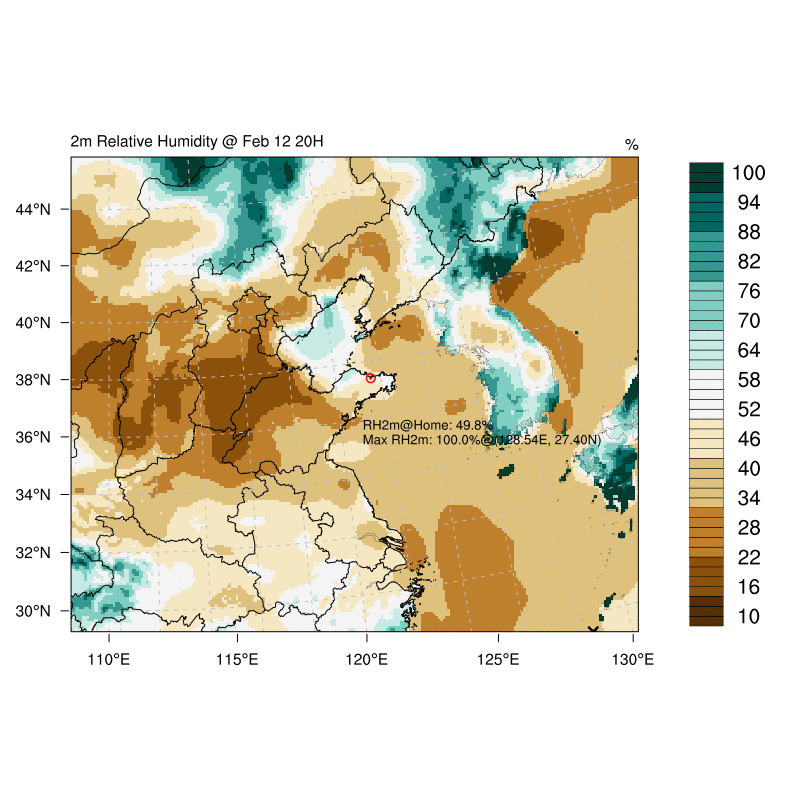 2m Relative Humidity @ Feb 12 20H
%
100
94
88
82
76
70
64
58
52
46
40
34
28
22
16
10
44°N
42°N
40°N
38°N
36°N
34°N
32°N
30°N
RH2m@Home: 49.8%
Max RH2m: 100.0%@(128.54E, 27.40N)
110°E
115°E
120°E
125°E
130°E